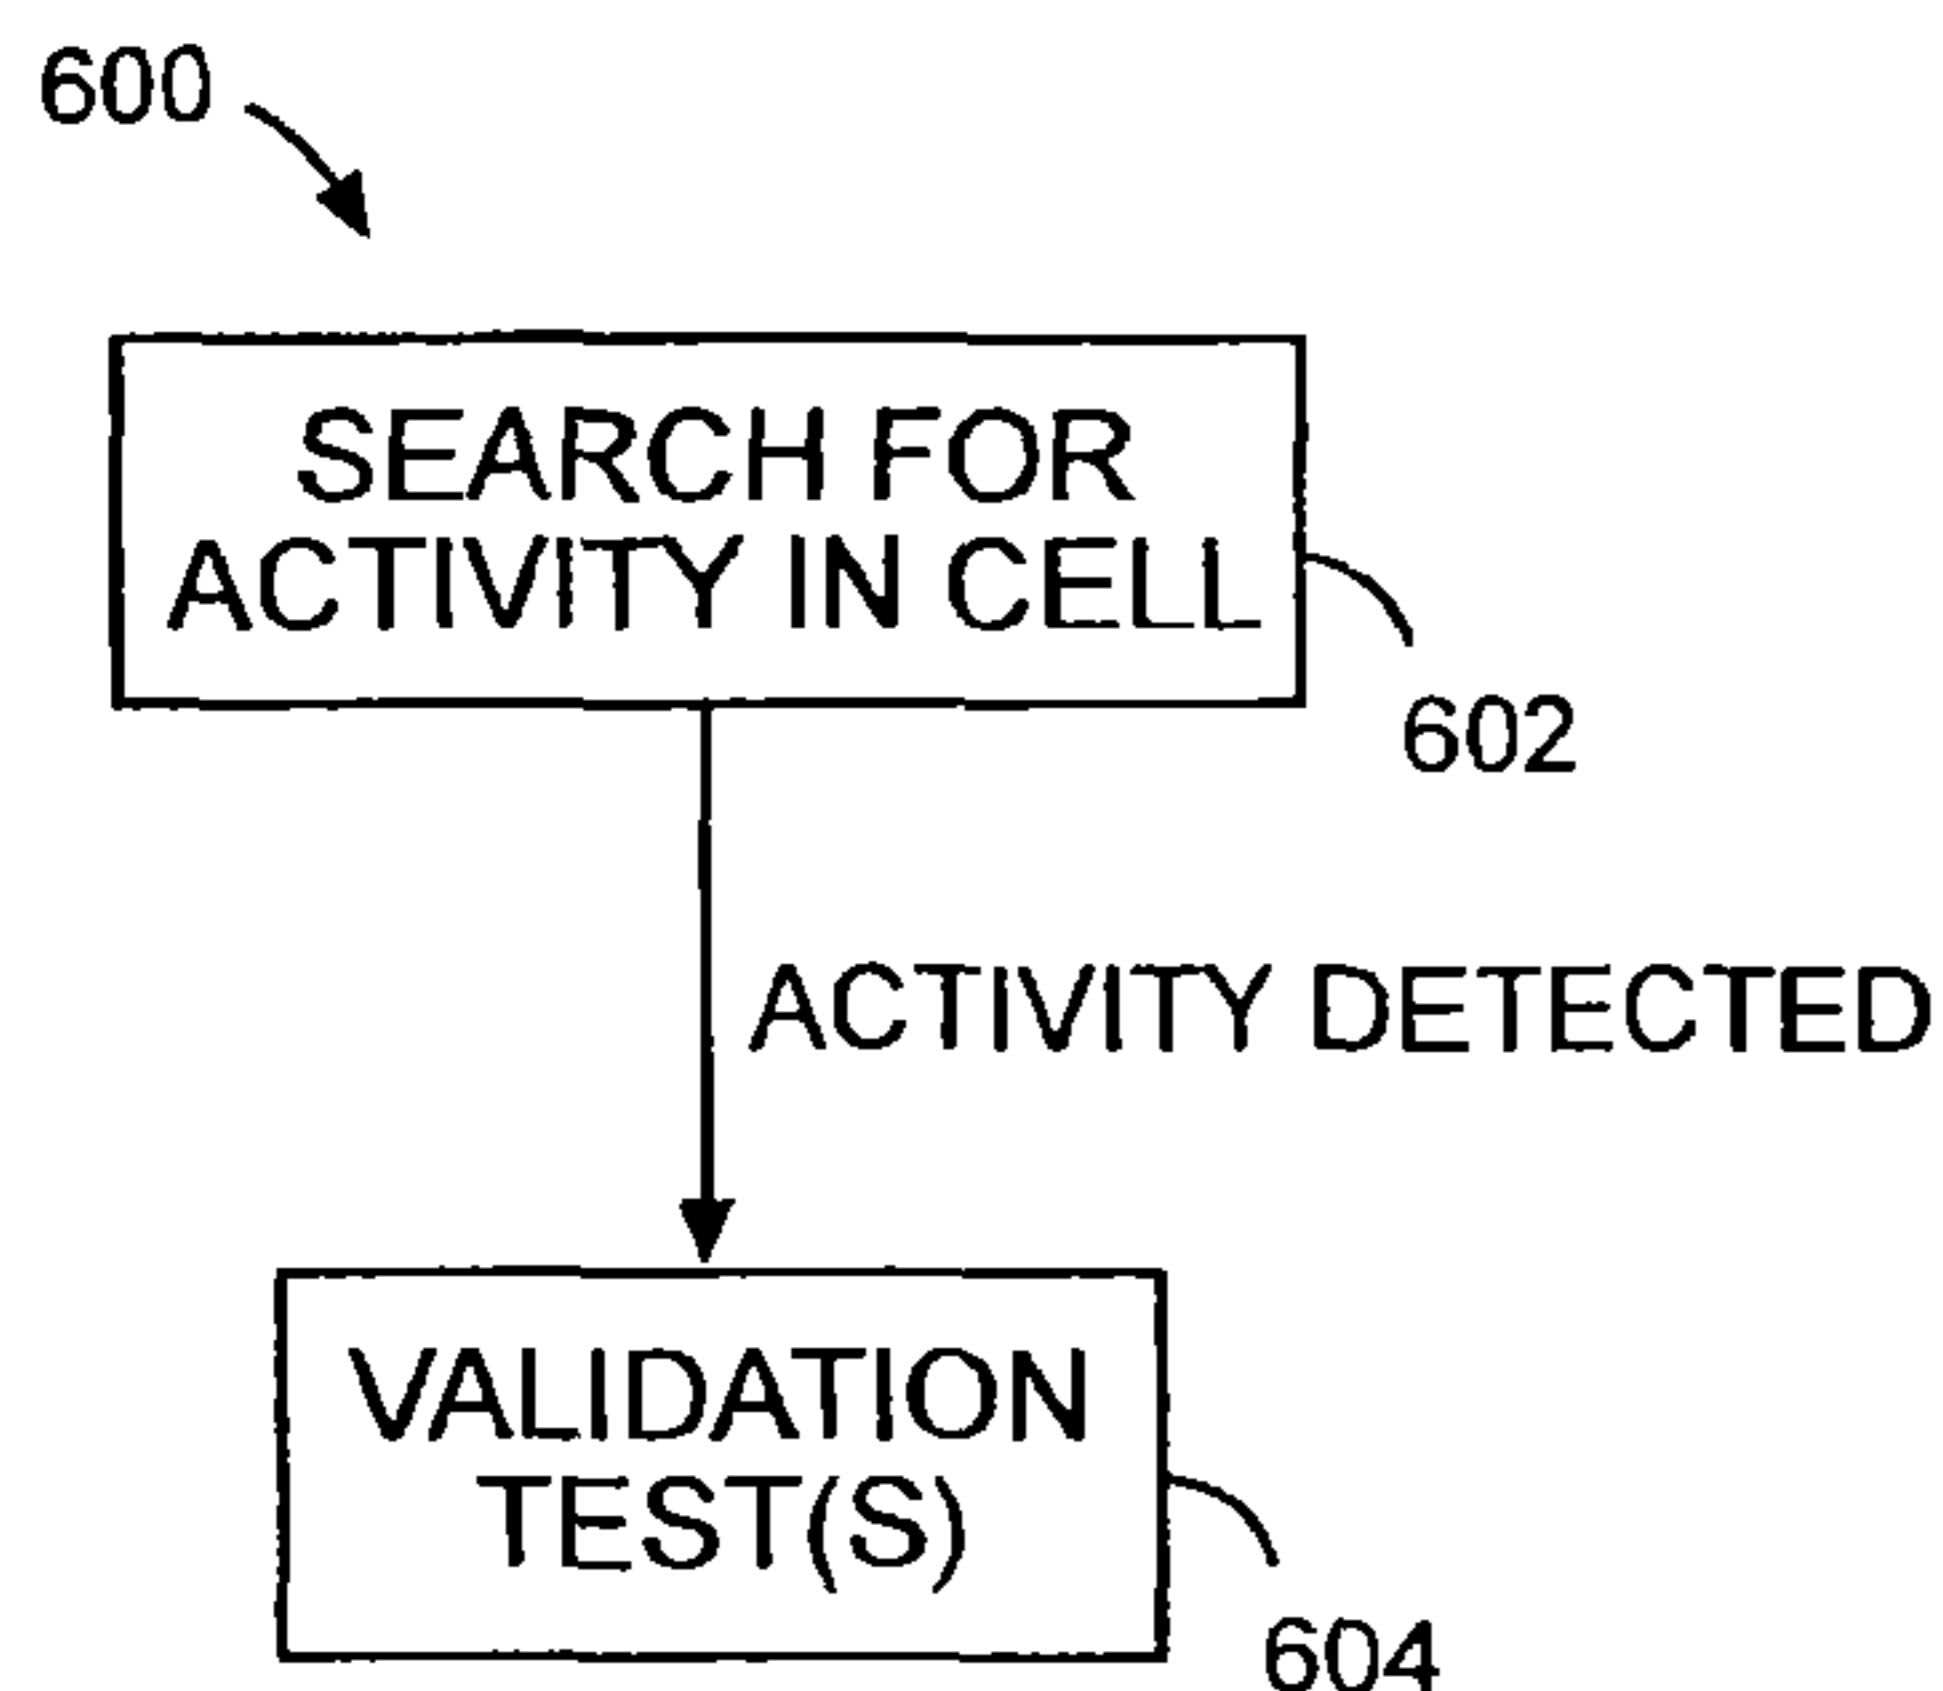 600
SEARCH FOR
ACTIVITY IN CELL
602
ACTIVITY DETECTED
VALIDATION
TEST(S)
604